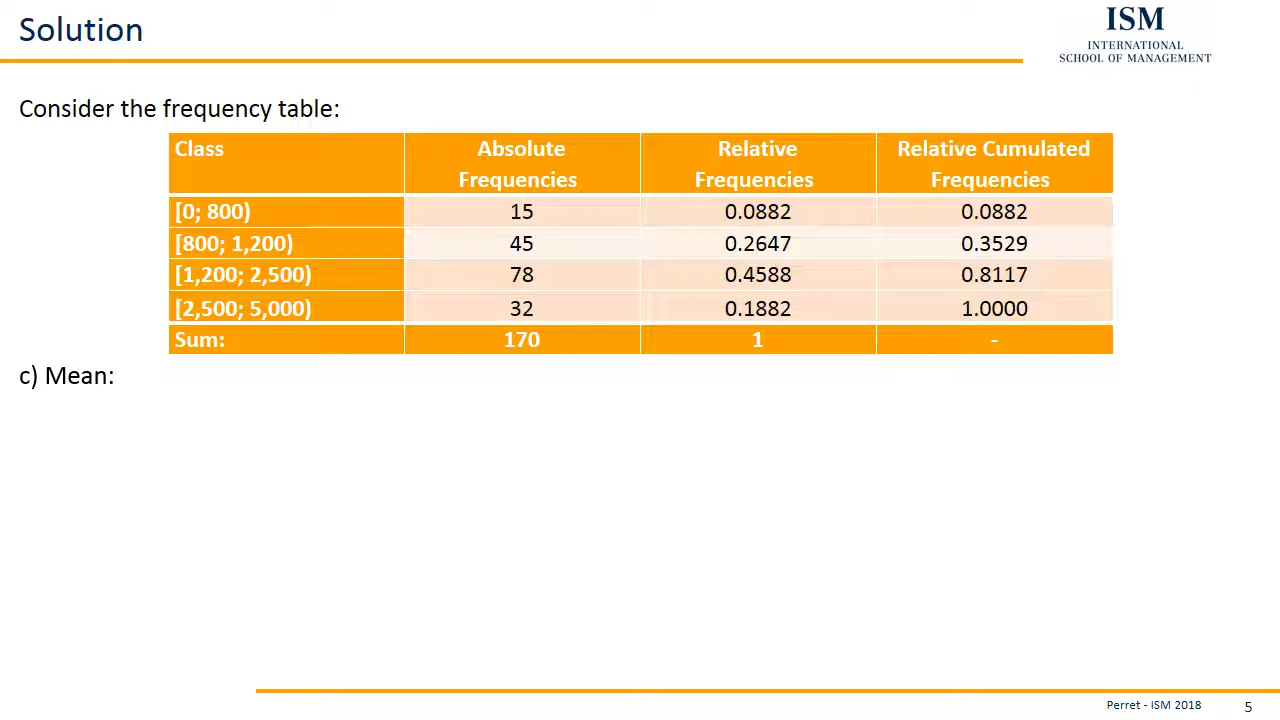 Solution
ISM
INTERNATIONAL
SCHOOL OF MANAGEMENT
Consider the frequency table:
Class Absolute Frequencies Relative Frequencies Relative Cumulated Frequencies
[0; 800) 15 0.0882 0.0882
[800; 1,200) 45 0.2647 0.3529
[1,200; 2,500) 78 0.4588 0.8117
[2,500; 5,000) 32 0.1882 1.0000
Sum: 170 1 -
c) Mean:
Perret - ISM 2018 5